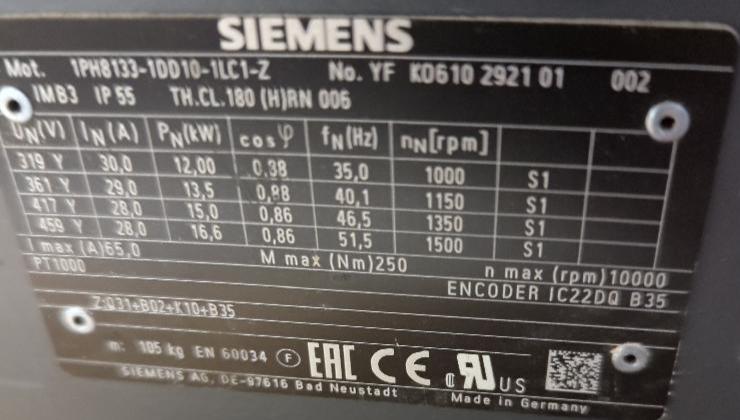 SIEMENS
Mot. 1PH8133-1DD10-1LC1-Z No. YF K0610 2921 01 002
IMB3 IP 55 TH.CL.180 (H)RN 006
UN(V) IN(A) PN(kW) cosφ fN(Hz) nN[rpm]
319 Y 30,0 12,00 0,38 35,0 1000 S1
361 Y 29,0 13,5 0,88 40,1 1150 S1
417 Y 28,0 15,0 0,86 46,5 1350 S1
459 Y 28,0 16,6 0,86 51,5 1500 S1
I max (A)65,0 M max (Nm)250 n max (rpm)10000
PT1000 ENCODER IC22DQ B35
Z:Q31+B02+K10+B35
m: 105 kg EN 60034 F EAC CE US
SIEMENS AG, DE-97616 Bad Neustadt Made in Germany